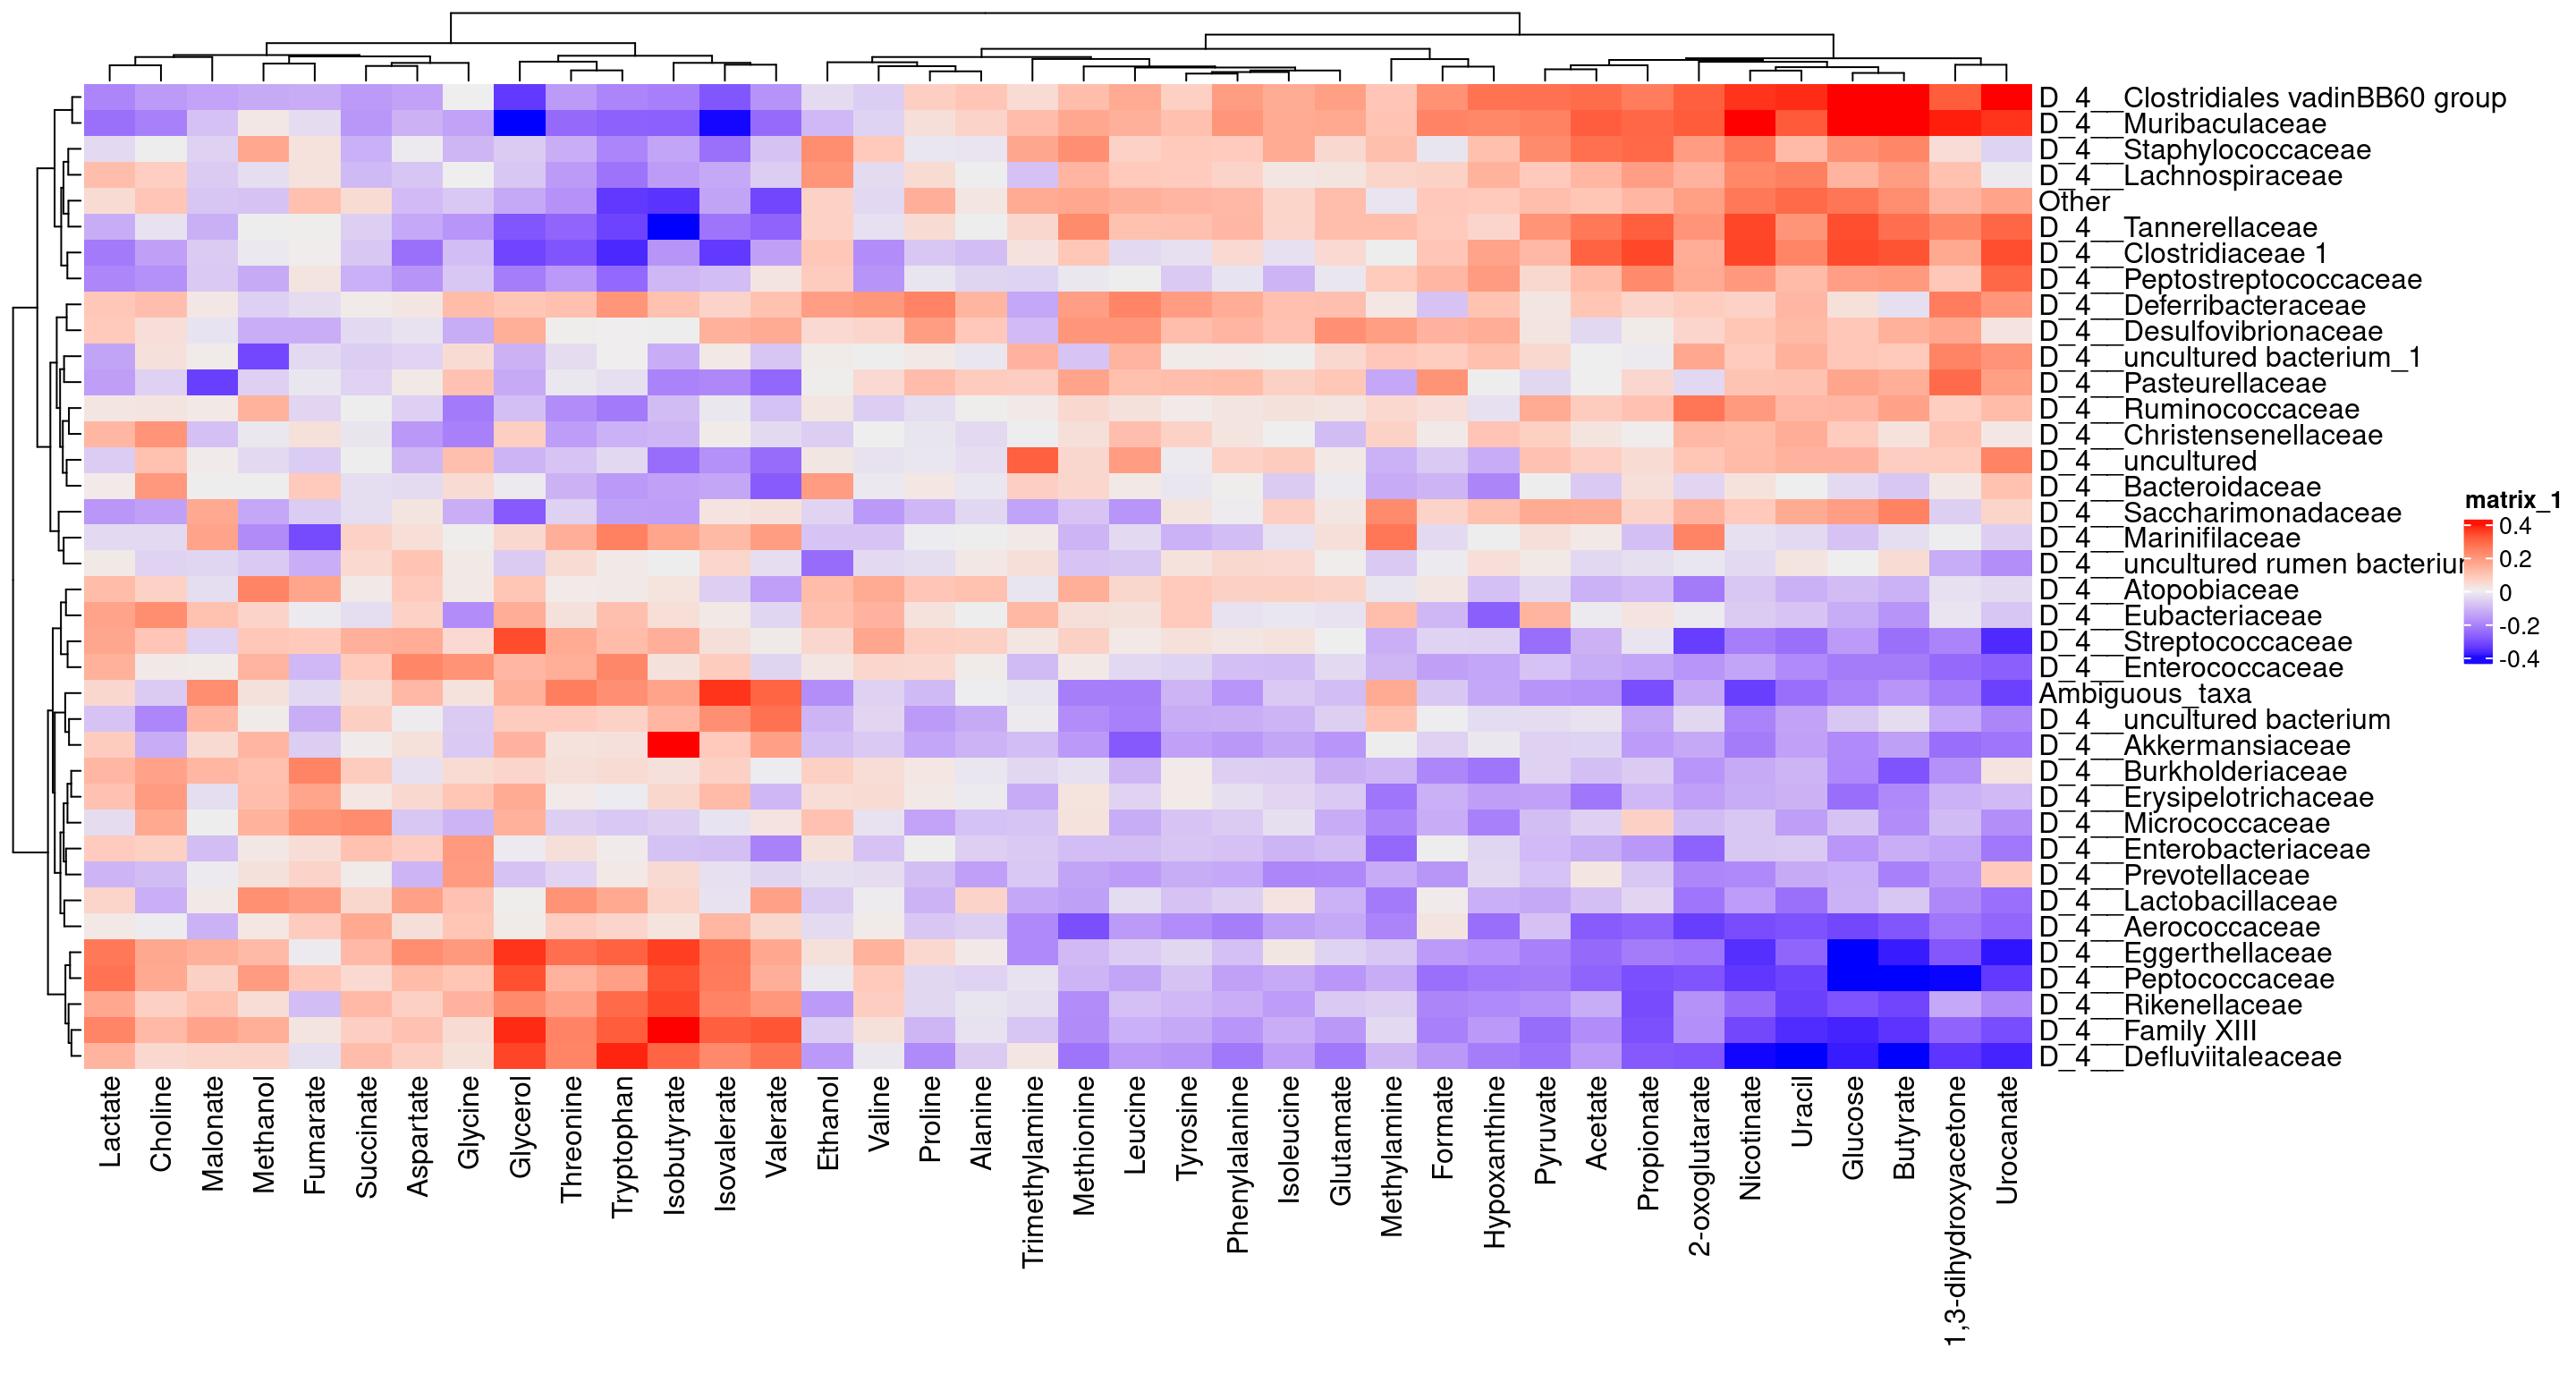 D_4__Clostridiales vadinBB60 group
D_4__Muribaculaceae
D_4__Staphylococcaceae
D_4__Lachnospiraceae
Other
D_4__Tannerellaceae
D_4__Clostridiaceae 1
D_4__Peptostreptococcaceae
D_4__Deferribacteraceae
D_4__Desulfovibrionaceae
D_4__uncultured bacterium_1
D_4__Pasteurellaceae
D_4__Ruminococcaceae
D_4__Christensenellaceae
D_4__uncultured
D_4__Bacteroidaceae
D_4__Saccharimonadaceae
D_4__Marinifilaceae
D_4__uncultured rumen bacterium
D_4__Atopobiaceae
D_4__Eubacteriaceae
D_4__Streptococcaceae
D_4__Enterococcaceae
Ambiguous_taxa
D_4__uncultured bacterium
D_4__Akkermansiaceae
D_4__Burkholderiaceae
D_4__Erysipelotrichaceae
D_4__Micrococcaceae
D_4__Enterobacteriaceae
D_4__Prevotellaceae
D_4__Lactobacillaceae
D_4__Aerococcaceae
D_4__Eggerthellaceae
D_4__Peptococcaceae
D_4__Rikenellaceae
D_4__Family XIII
D_4__Defluviitaleaceae
matrix_1
0.4
0.2
0
-0.2
-0.4
Lactate
Choline
Malonate
Methanol
Fumarate
Succinate
Aspartate
Glycine
Glycerol
Threonine
Tryptophan
Isobutyrate
Isovalerate
Valerate
Ethanol
Valine
Proline
Alanine
Trimethylamine
Methionine
Leucine
Tyrosine
Phenylalanine
Isoleucine
Glutamate
Methylamine
Formate
Hypoxanthine
Pyruvate
Acetate
Propionate
2-oxoglutarate
Nicotinate
Uracil
Glucose
Butyrate
1,3-dihydroxyacetone
Urocanate